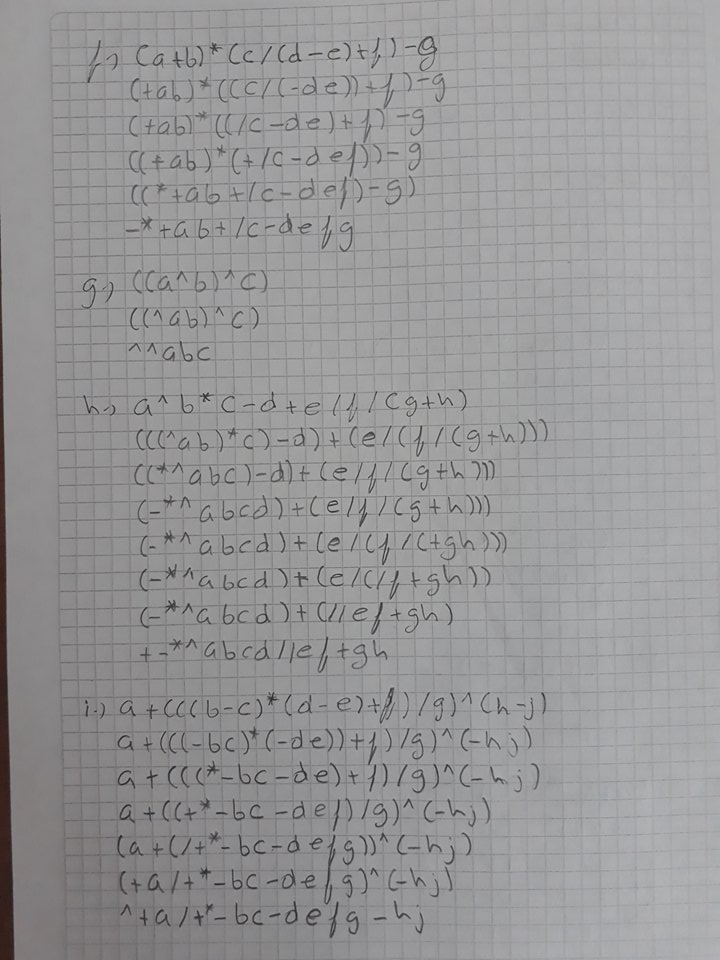 f.) (a+b)*(c/(d-e)+f)-g
(+ab)*((c/(-de))+f)-g
(+ab)*((/c-de)+f)-g
((+ab)*(+/c-def))-g
((*+ab+/c-def)-g)
-*+ab+/c-defg
g.) ((a^b)^c)
((^ab)^c)
^^abc
h.) a^b*c-d+e/f/(g+h)
(((^ab)*c)-d)+(e/(f/(g+h)))
((*^abc)-d)+(e/f/(g+h)))
(-*^abcd)+(e/f/(g+h)))
(-*^abcd)+(e/(f/(+gh)))
(-*^abcd)+(e/(/f+gh))
(-*^abcd)+(//ef+gh)
+-*^abcd//ef+gh
i.) a+(((b-c)*(d-e)+f)/g)^(h-j)
a+(((-bc)*(-de))+f)/g)^(-hj)
a+(((*-bc-de)+f)/g)^(-hj)
a+((+*-bc-def)/g)^(-hj)
(a+(/+*-bc-defg))^(-hj)
(+a/+*-bc-defg)^(-hj)
^+a/+*-bc-defg-hj